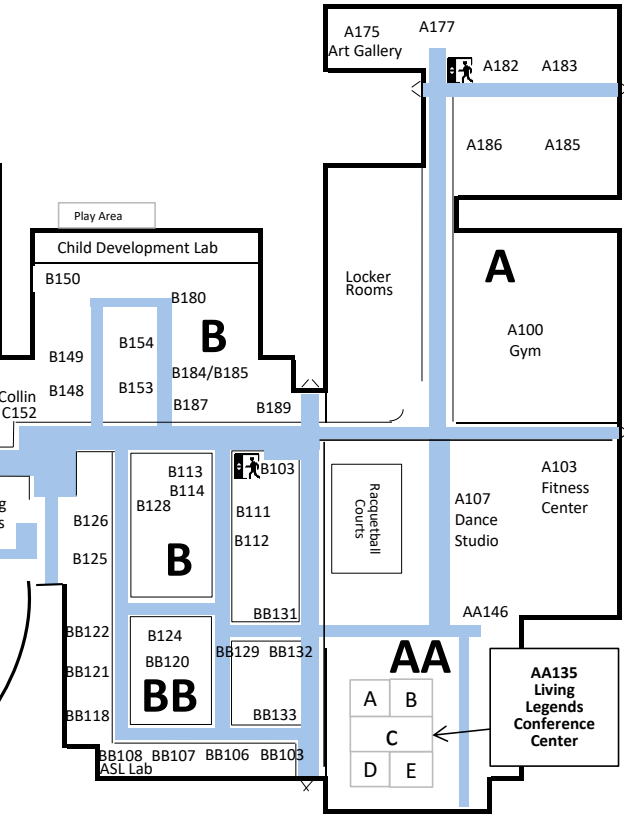 A177
A175
Art Gallery
A182
A183
A186
A185
Play Area
Child Development Lab
B150
B180
B
A
Locker
Rooms
A100
Gym
B154
B149
B184/B185
B153
B148
B187
B189
Collin
C152
B113
B103
B114
B128
B111
B126
B112
B125
B
Racquetball
Courts
A107
Dance
Studio
A103
Fitness
Center
BB131
AA146
BB122
B124
BB129
BB132
BB120
BB121
BB
AA
BB118
BB133
A
B
C
D
E
AA135
Living
Legends
Conference
Center
BB108
BB107
BB106
BB103
ASL Lab